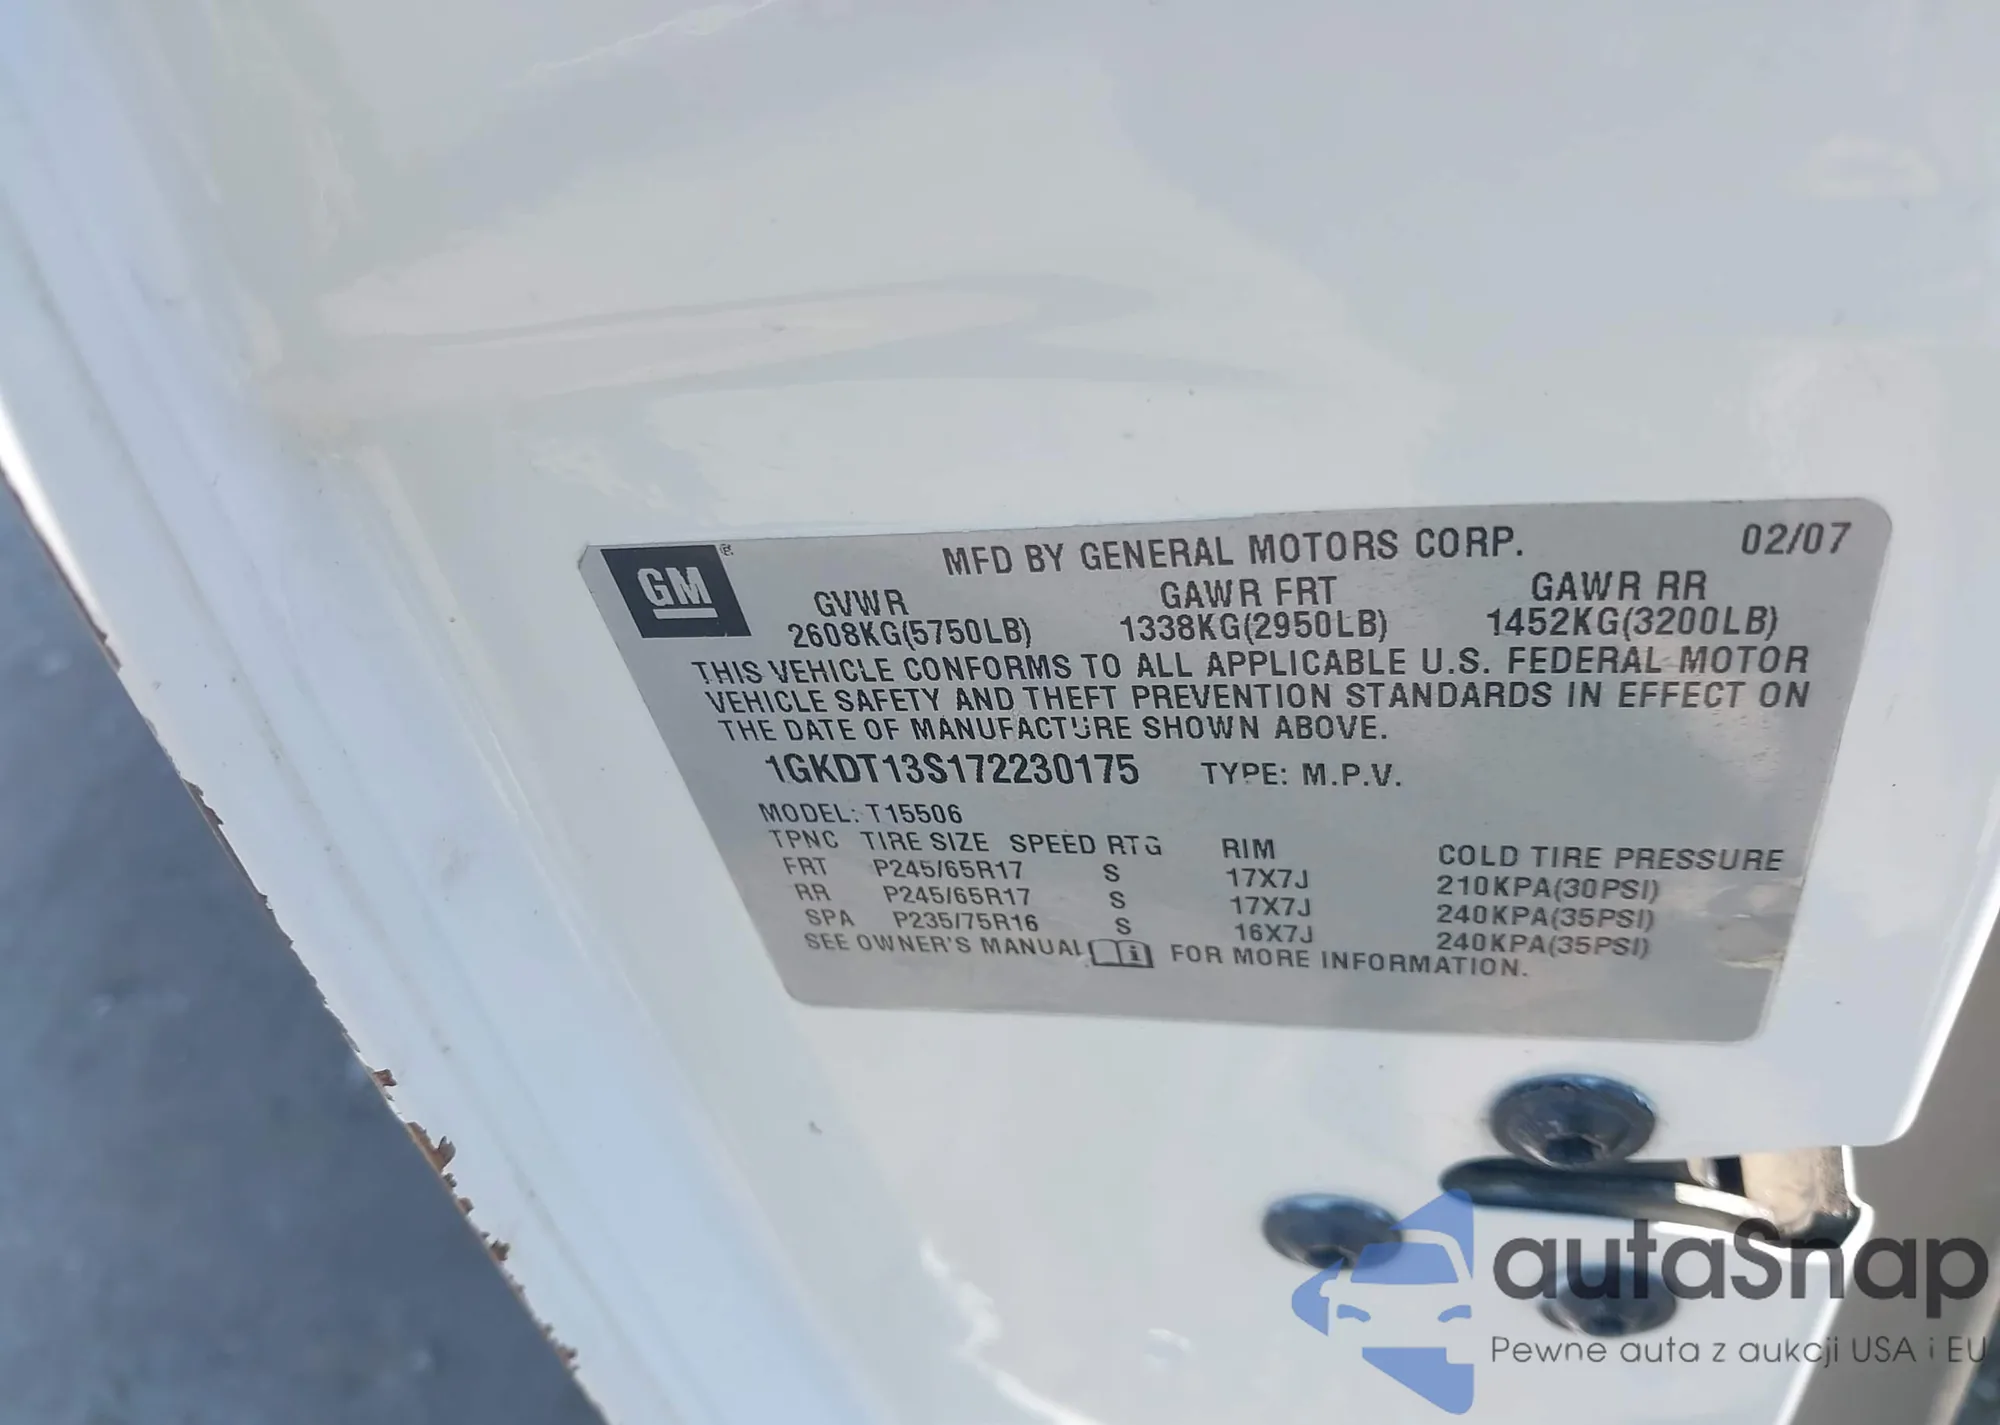 GM ®
MFD BY GENERAL MOTORS CORP. 02/07
GVWR GAWR FRT GAWR RR
2608KG(5750LB) 1338KG(2950LB) 1452KG(3200LB)
THIS VEHICLE CONFORMS TO ALL APPLICABLE U.S. FEDERAL MOTOR
VEHICLE SAFETY AND THEFT PREVENTION STANDARDS IN EFFECT ON
THE DATE OF MANUFACTURE SHOWN ABOVE.
1GKDT13S172230175 TYPE: M.P.V.
MODEL: T15506
TPNC TIRE SIZE SPEED RTG RIM COLD TIRE PRESSURE
FRT P245/65R17 S 17X7J 210KPA(30PSI)
RR P245/65R17 S 17X7J 240KPA(35PSI)
SPA P235/75R16 S 16X7J 240KPA(35PSI)
SEE OWNER'S MANUAL i FOR MORE INFORMATION.
autaSnap
Pewne auta z aukcji USA i EU